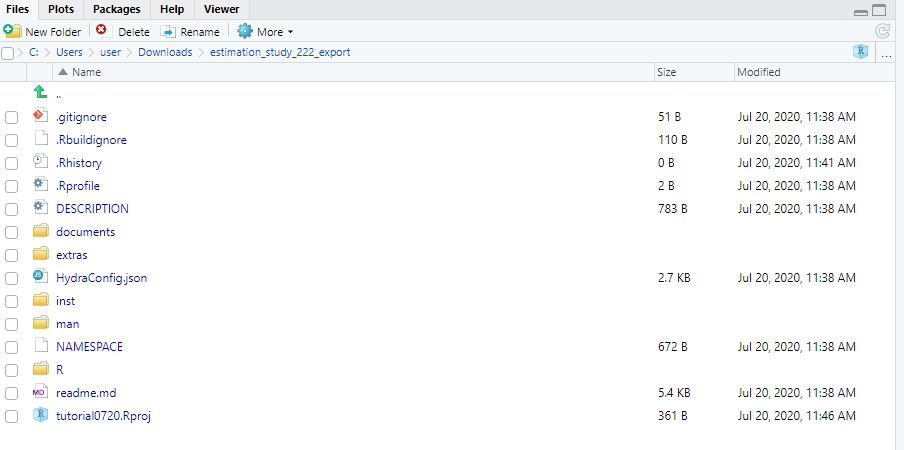 Files Plots Packages Help Viewer
New Folder Delete Rename More
C: Users user Downloads estimation_study_222_export R ...
Name Size Modified
..
.gitignore 51 B Jul 20, 2020, 11:38 AM
.Rbuildignore 110 B Jul 20, 2020, 11:38 AM
.Rhistory 0 B Jul 20, 2020, 11:41 AM
.Rprofile 2 B Jul 20, 2020, 11:38 AM
DESCRIPTION 783 B Jul 20, 2020, 11:38 AM
documents
extras
JS HydraConfig.json 2.7 KB Jul 20, 2020, 11:38 AM
inst
man
NAMESPACE 672 B Jul 20, 2020, 11:38 AM
R
MD readme.md 5.4 KB Jul 20, 2020, 11:38 AM
R tutorial0720.Rproj 361 B Jul 20, 2020, 11:46 AM